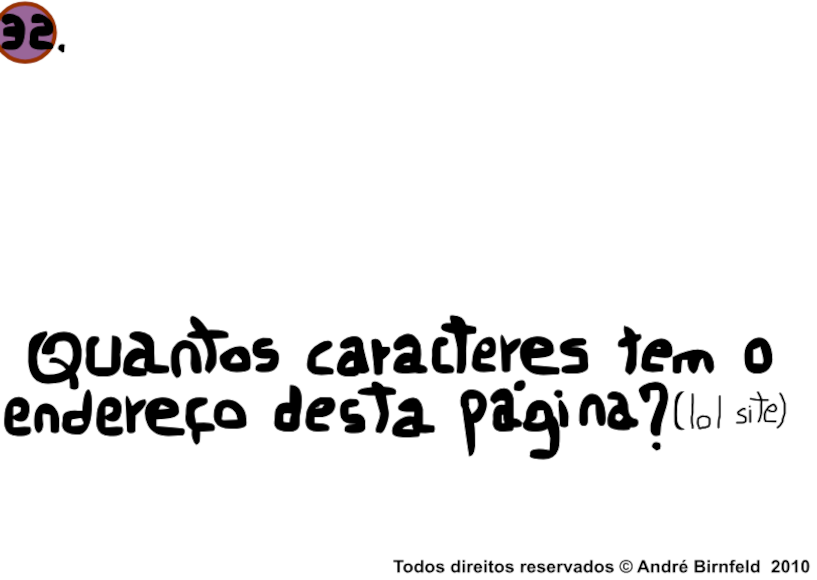 32.
Quantos caracteres tem o
endereço desta página? (lol site)
Todos direitos reservados © André Birnfeld 2010